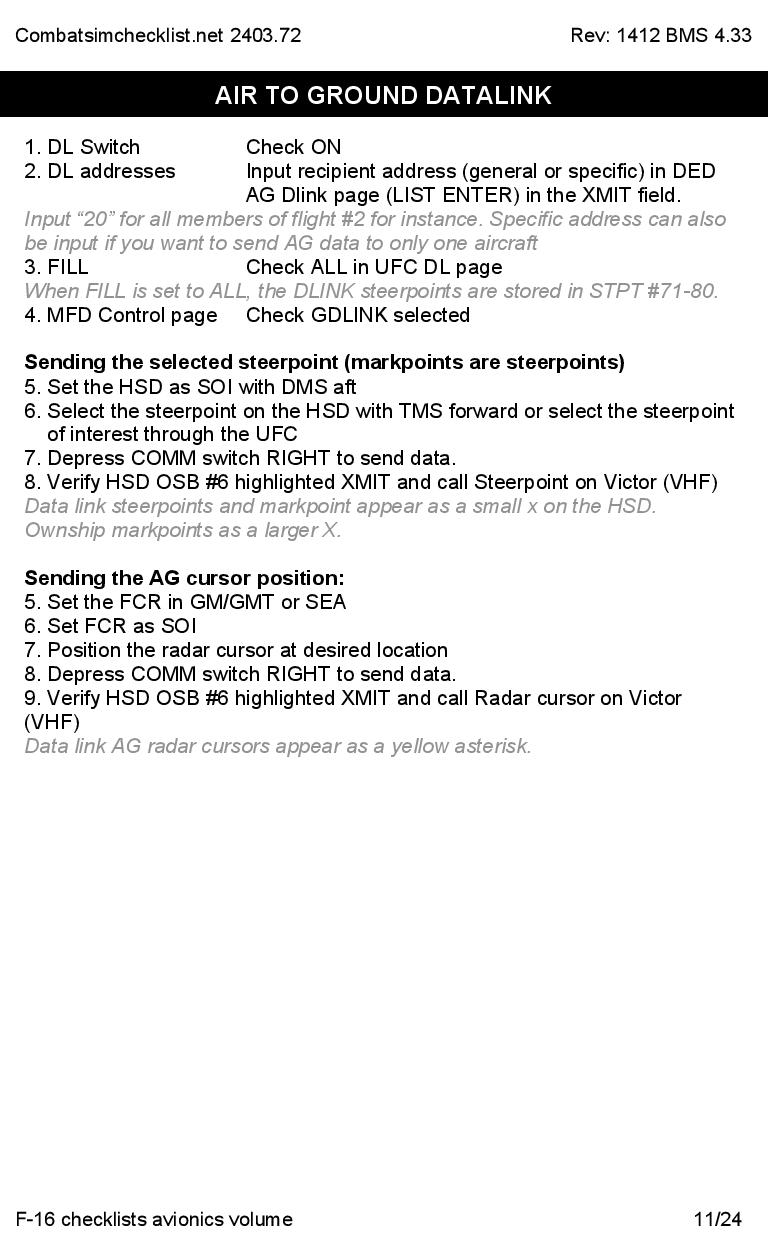 Combatsimchecklist.net 2403.72 Rev: 1412 BMS 4.33
AIR TO GROUND DATALINK
1. DL Switch Check ON
2. DL addresses Input recipient address (general or specific) in DED
AG Dlink page (LIST ENTER) in the XMIT field.
Input “20” for all members of flight #2 for instance. Specific address can also
be input if you want to send AG data to only one aircraft
3. FILL Check ALL in UFC DL page
When FILL is set to ALL, the DLINK steerpoints are stored in STPT #71-80.
4. MFD Control page Check GDLINK selected
Sending the selected steerpoint (markpoints are steerpoints)
5. Set the HSD as SOI with DMS aft
6. Select the steerpoint on the HSD with TMS forward or select the steerpoint
of interest through the UFC
7. Depress COMM switch RIGHT to send data.
8. Verify HSD OSB #6 highlighted XMIT and call Steerpoint on Victor (VHF)
Data link steerpoints and markpoint appear as a small x on the HSD.
Ownship markpoints as a larger X.
Sending the AG cursor position:
5. Set the FCR in GM/GMT or SEA
6. Set FCR as SOI
7. Position the radar cursor at desired location
8. Depress COMM switch RIGHT to send data.
9. Verify HSD OSB #6 highlighted XMIT and call Radar cursor on Victor
(VHF)
Data link AG radar cursors appear as a yellow asterisk.
F-16 checklists avionics volume 11/24